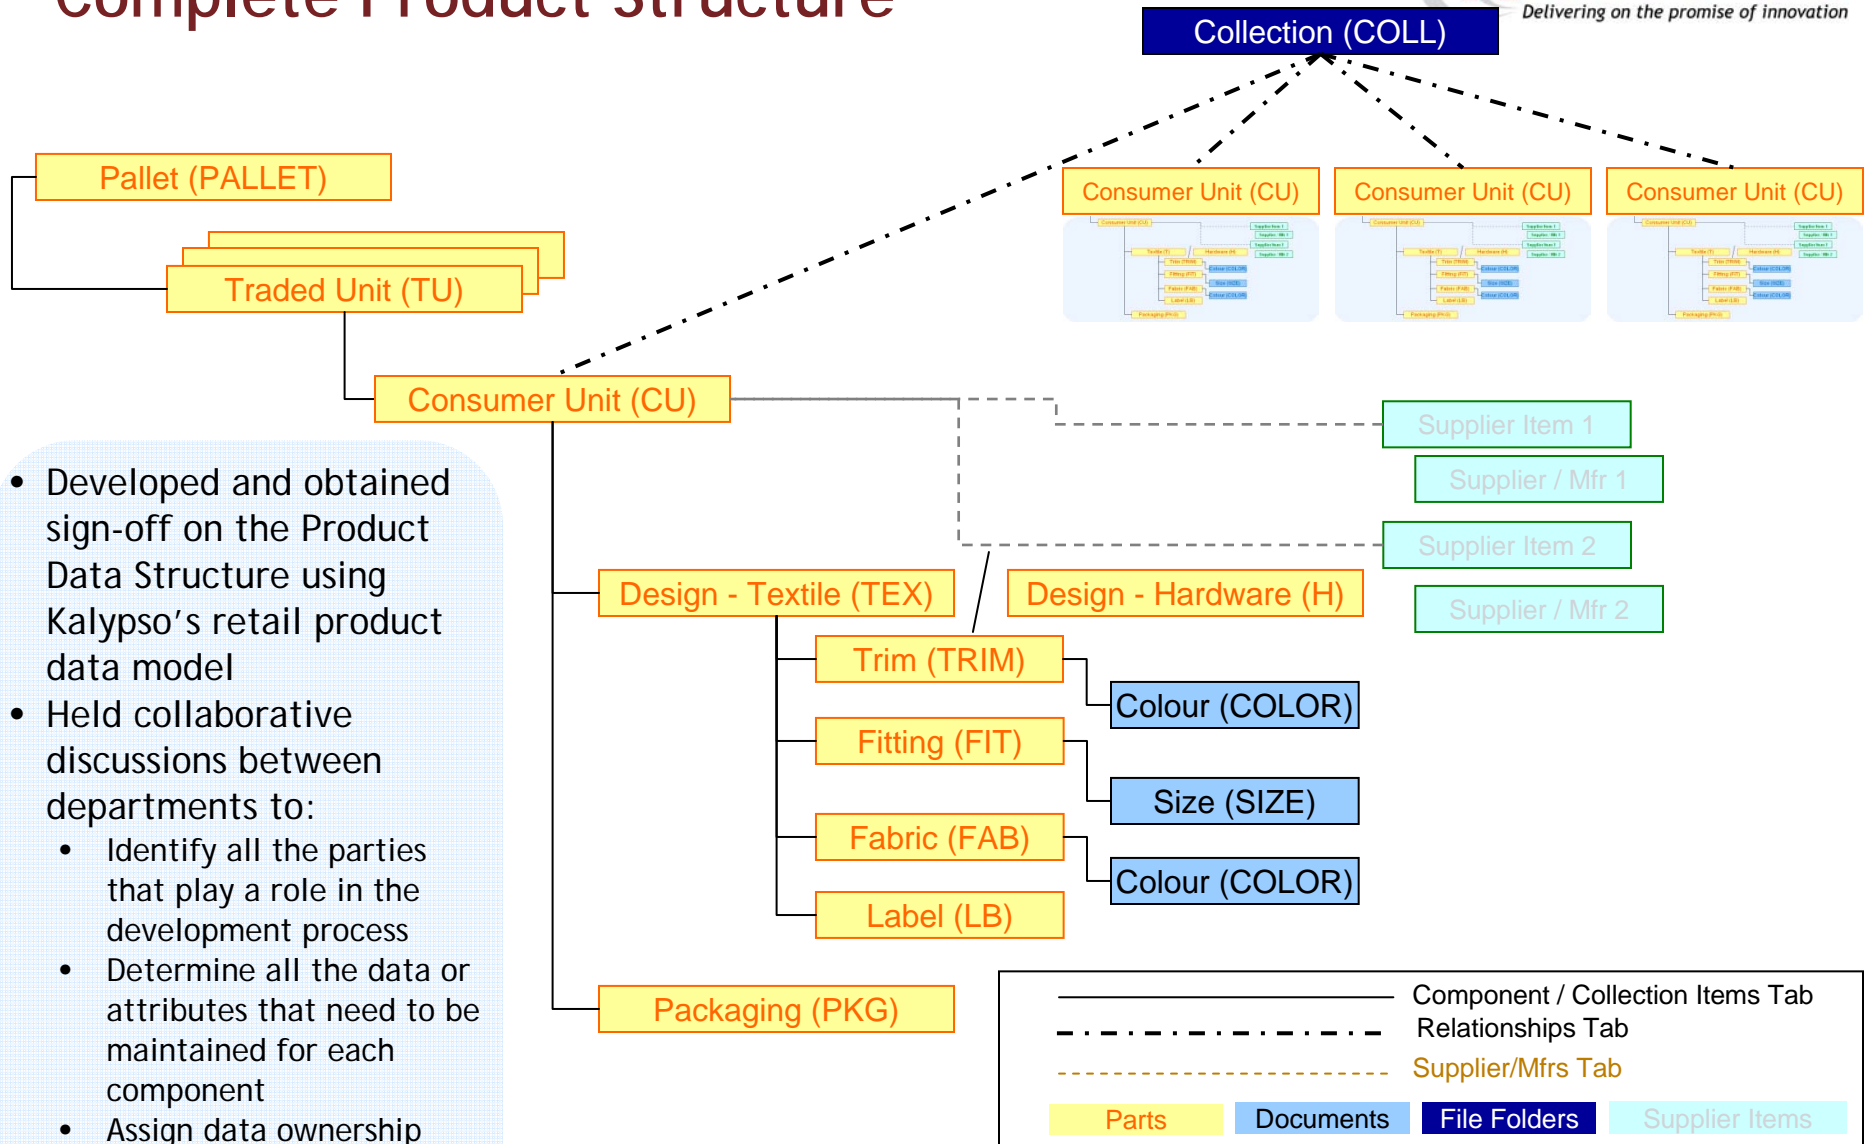 Complete Product Structure
Delivering on the promise of innovation
Collection (COLL)
Pallet (PALLET)
Traded Unit (TU)
Consumer Unit (CU)
Consumer Unit (CU)
Consumer Unit (CU)
Consumer Unit (CU)
Supplier Item 1
Supplier / Mfr 1
Supplier Item 2
Supplier / Mfr 2
Design - Textile (TEX)
Design - Hardware (H)
Trim (TRIM)
Colour (COLOR)
Fitting (FIT)
Size (SIZE)
Fabric (FAB)
Colour (COLOR)
Label (LB)
Packaging (PKG)
• Developed and obtained
sign-off on the Product
Data Structure using
Kalypso’s retail product
data model
• Held collaborative
discussions between
departments to:
• Identify all the parties
that play a role in the
development process
• Determine all the data or
attributes that need to be
maintained for each
component
• Assign data ownership
Component / Collection Items Tab
Relationships Tab
Supplier/Mfrs Tab
Parts
Documents
File Folders
Supplier Items